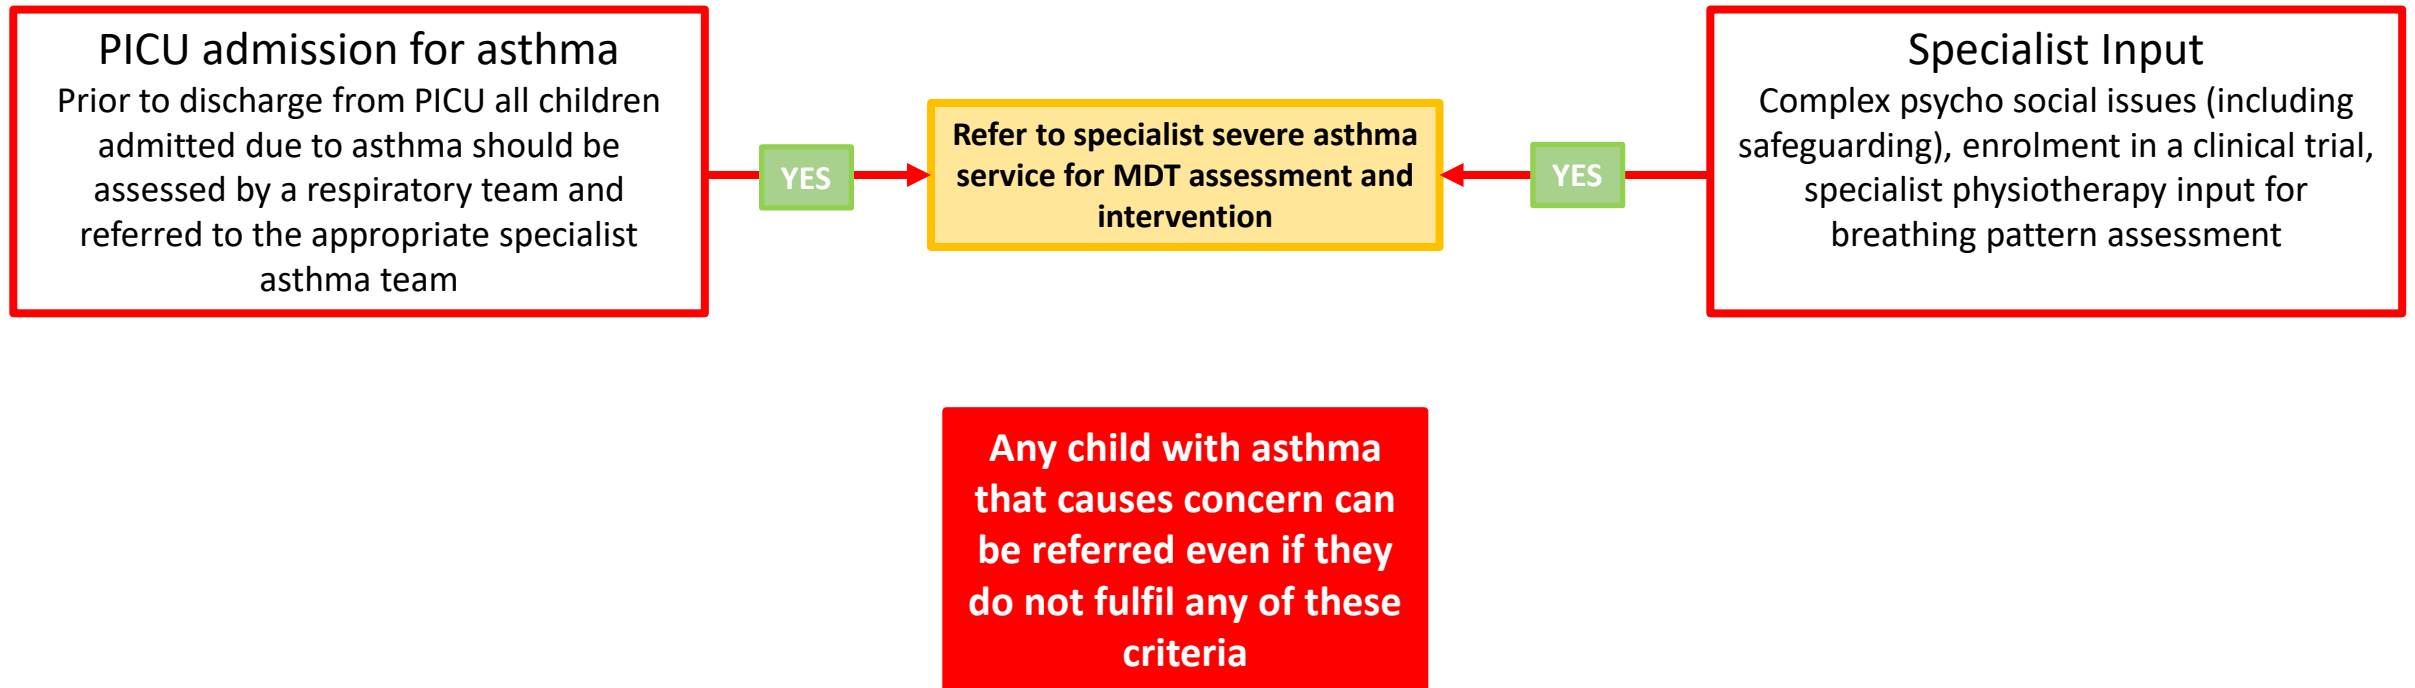 PICU admission for asthma
Prior to discharge from PICU all children
admitted due to asthma should be
assessed by a respiratory team and
referred to the appropriate specialist
asthma team
YES
Refer to specialist severe asthma
service for MDT assessment and
intervention
YES
Specialist Input
Complex psycho social issues (including
safeguarding), enrolment in a clinical trial,
specialist physiotherapy input for
breathing pattern assessment
Any child with asthma
that causes concern can
be referred even if they
do not fulfil any of these
criteria